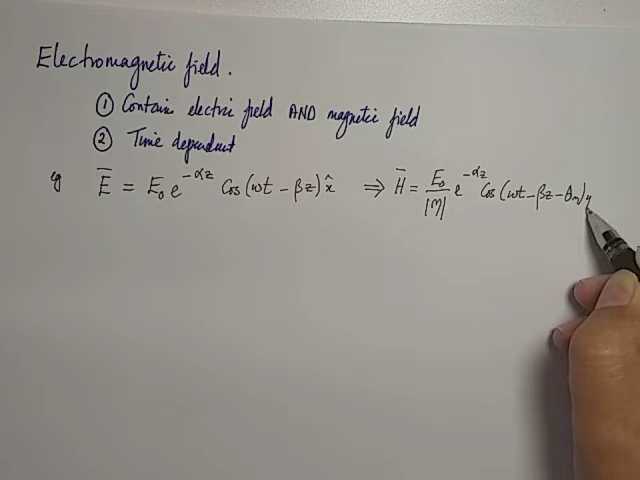 Electromagnetic field.
① Contain electric field AND magnetic field
② Time dependent
eg E̅ = E₀ e^-αz Cos(ωt - βz) x̂ ⇒ H̅ = E₀/|η| e^-αz Cos(ωt - βz - θη) y